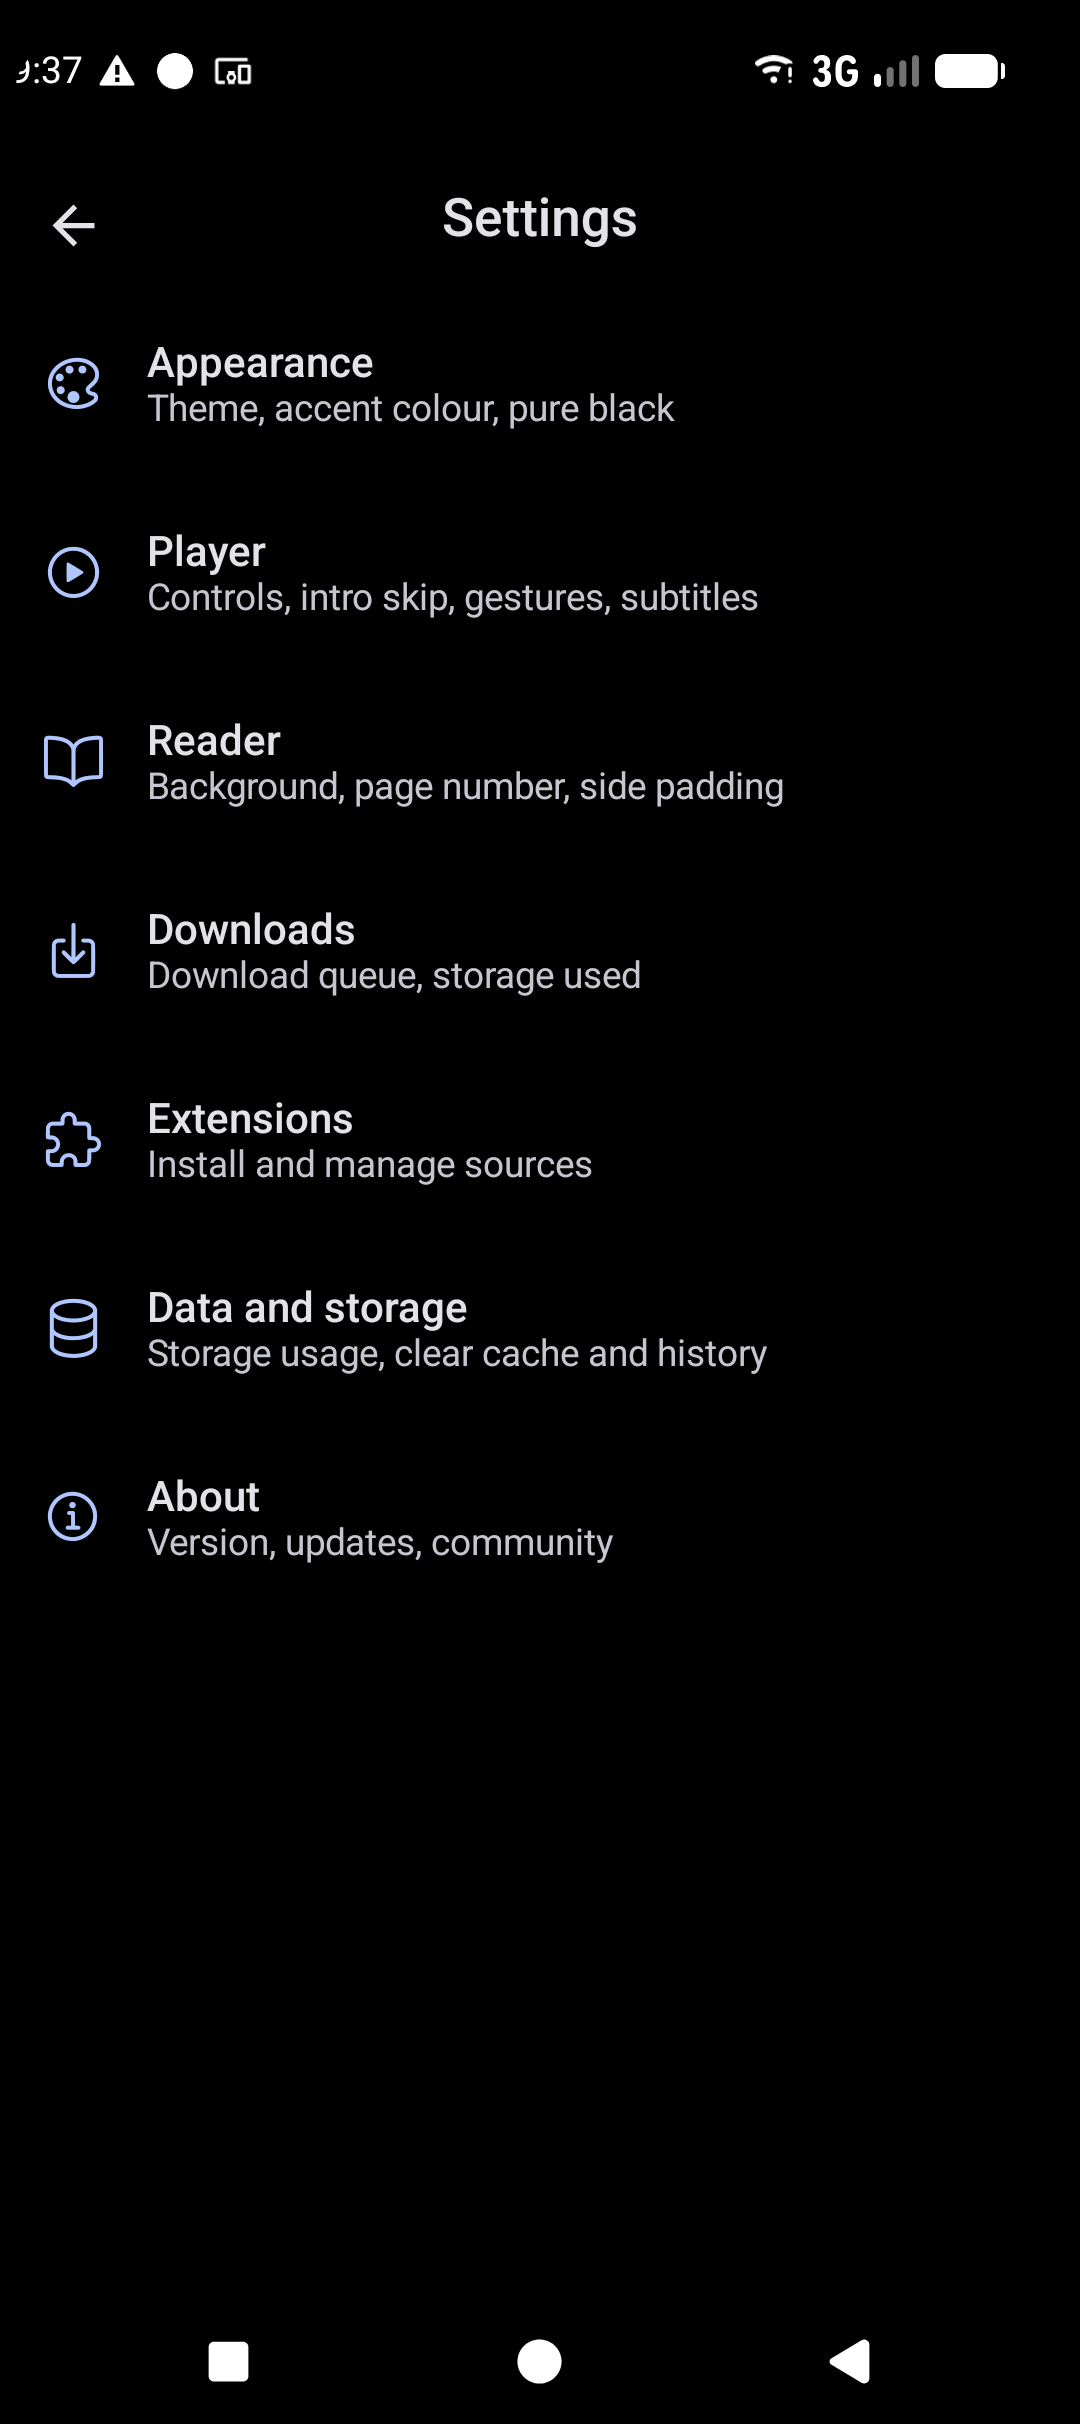 :37 3G
Settings
Appearance
Theme, accent colour, pure black
Player
Controls, intro skip, gestures, subtitles
Reader
Background, page number, side padding
Downloads
Download queue, storage used
Extensions
Install and manage sources
Data and storage
Storage usage, clear cache and history
About
Version, updates, community